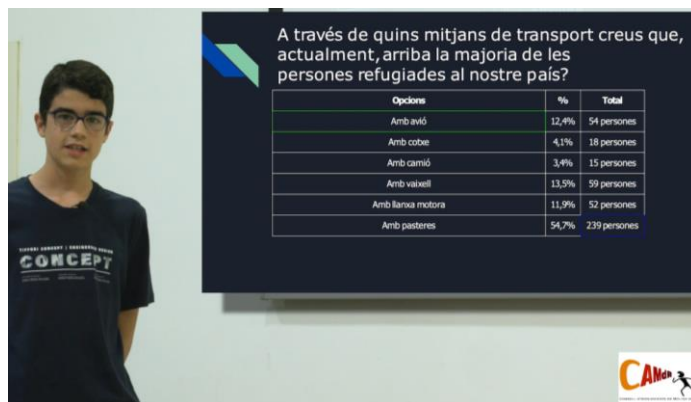 A través de quins mitjans de transport creus que,
actualment, arriba la majoria de les
persones refugiades al nostre país?
Opcions % Total
Amb avió 12,4% 54 persones
Amb cotxe 4,1% 18 persones
Amb camió 3,4% 15 persones
Amb vaixell 13,5% 59 persones
Amb llanxa motora 11,9% 52 persones
Amb pasteres 54,7% 239 persones
CONCEPT
CAMdR